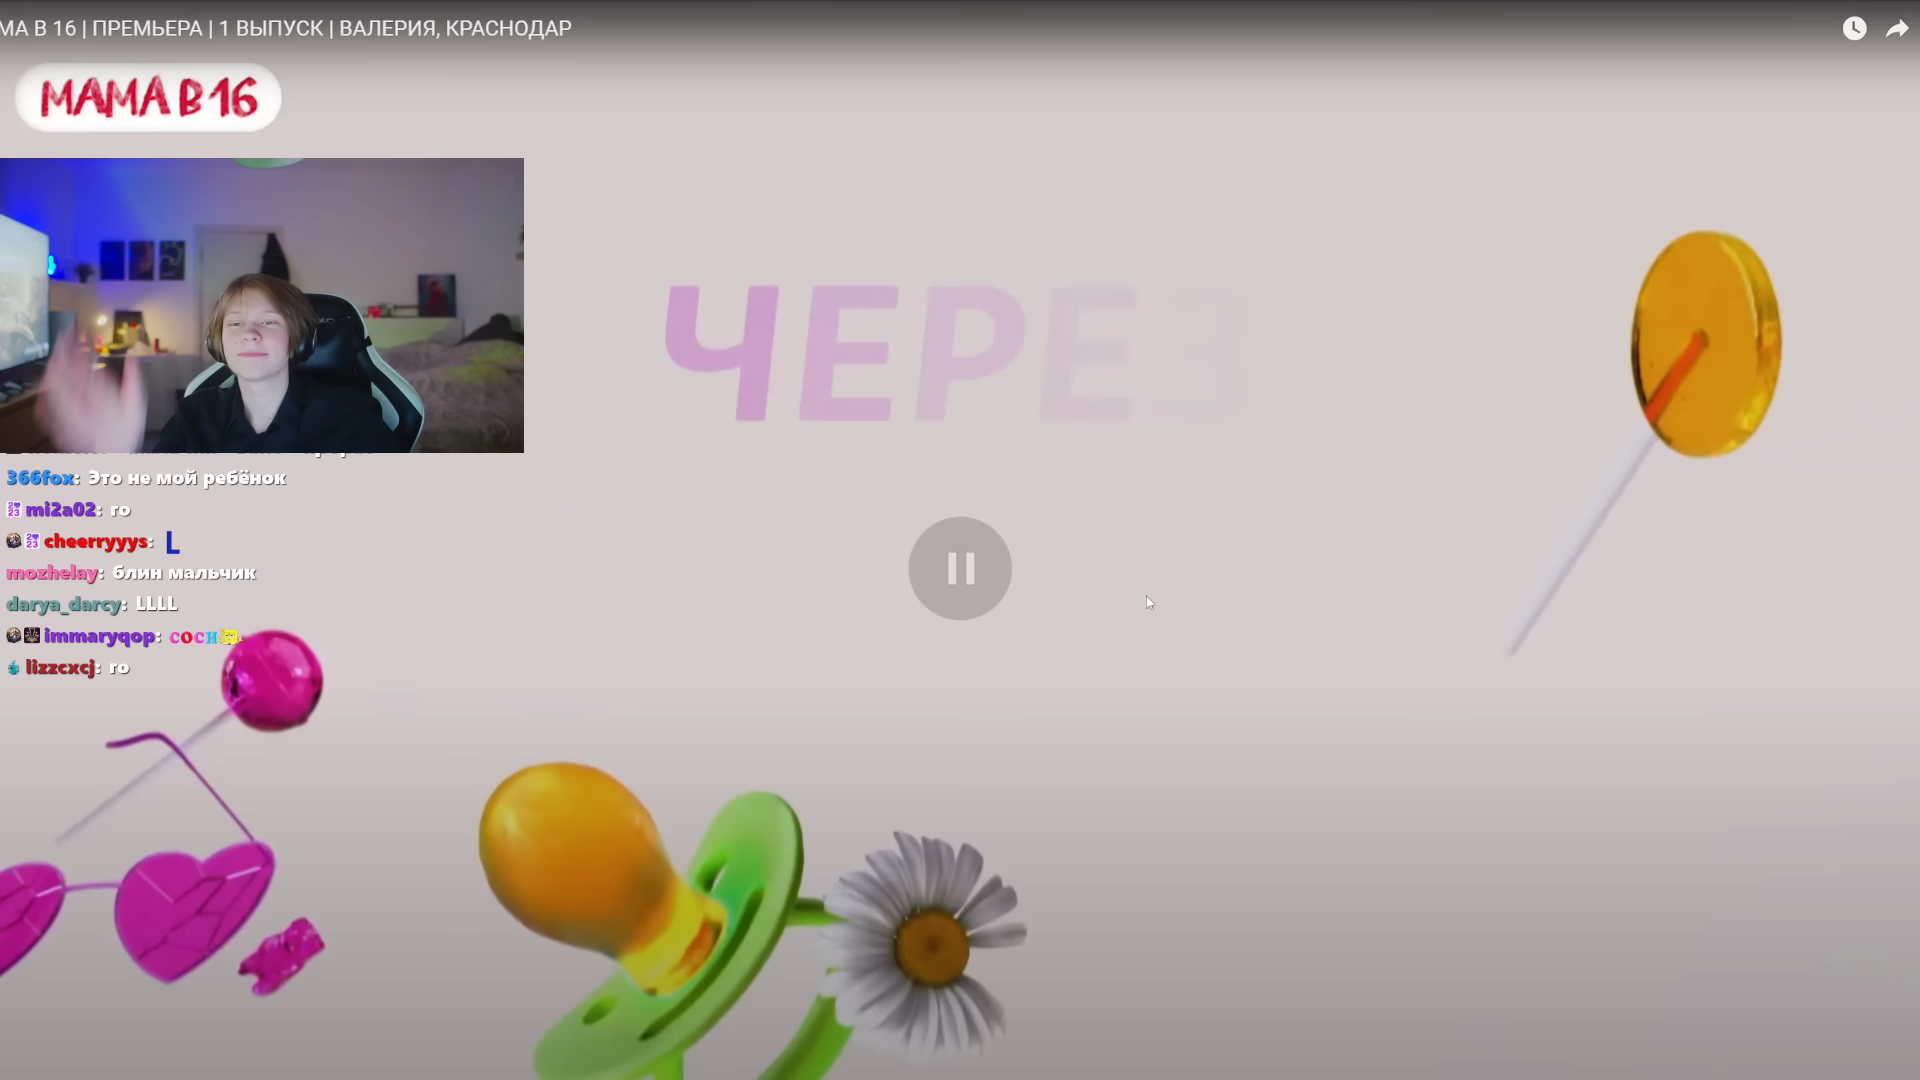 МА В 16 | ПРЕМЬЕРА | 1 ВЫПУСК | ВАЛЕРИЯ, КРАСНОДАР
МАМА В 16
ЧЕРЕЗ
366fox: Это не мой ребёнок
mi2a02: го
cheerryyys: L
mozhelay: блин мальчик
darya_darcy: LLLL
immaryqop: сосн
lizzcxcj: го